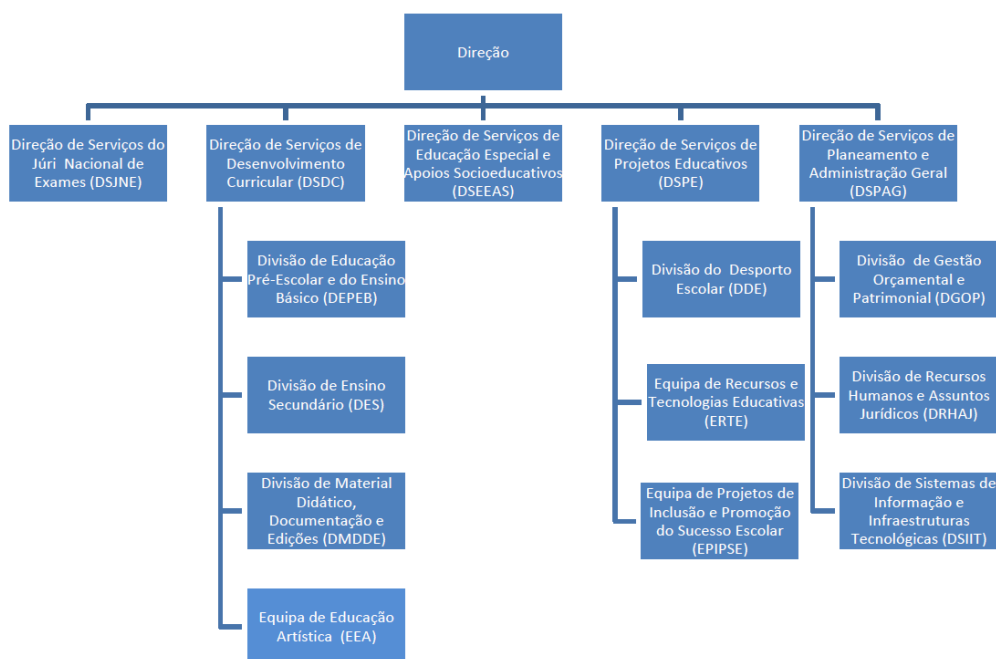 Direção
Direção de Serviços do
Júri Nacional de
Exames (DSJNE)
Direção de Serviços de
Desenvolvimento
Curricular (DSDC)
Direção de Serviços de
Educação Especial e
Apoios Socioeducativos
(DSEEAS)
Direção de Serviços de
Projetos Educativos
(DSPE)
Direção de Serviços de
Planeamento e
Administração Geral
(DSPAG)
Divisão de Educação
Pré-Escolar e do Ensino
Básico (DEPEB)
Divisão de Ensino
Secundário (DES)
Divisão de Material
Didático,
Documentação e
Edições (DMDDE)
Equipa de Educação
Artística (EEA)
Divisão do Desporto
Escolar (DDE)
Equipa de Recursos e
Tecnologias Educativas
(ERTE)
Equipa de Projetos de
Inclusão e Promoção
do Sucesso Escolar
(EPIPSE)
Divisão de Gestão
Orçamental e
Patrimonial (DGOP)
Divisão de Recursos
Humanos e Assuntos
Jurídicos (DRHAJ)
Divisão de Sistemas de
Informação e
Infraestruturas
Tecnológicas (DSIIT)